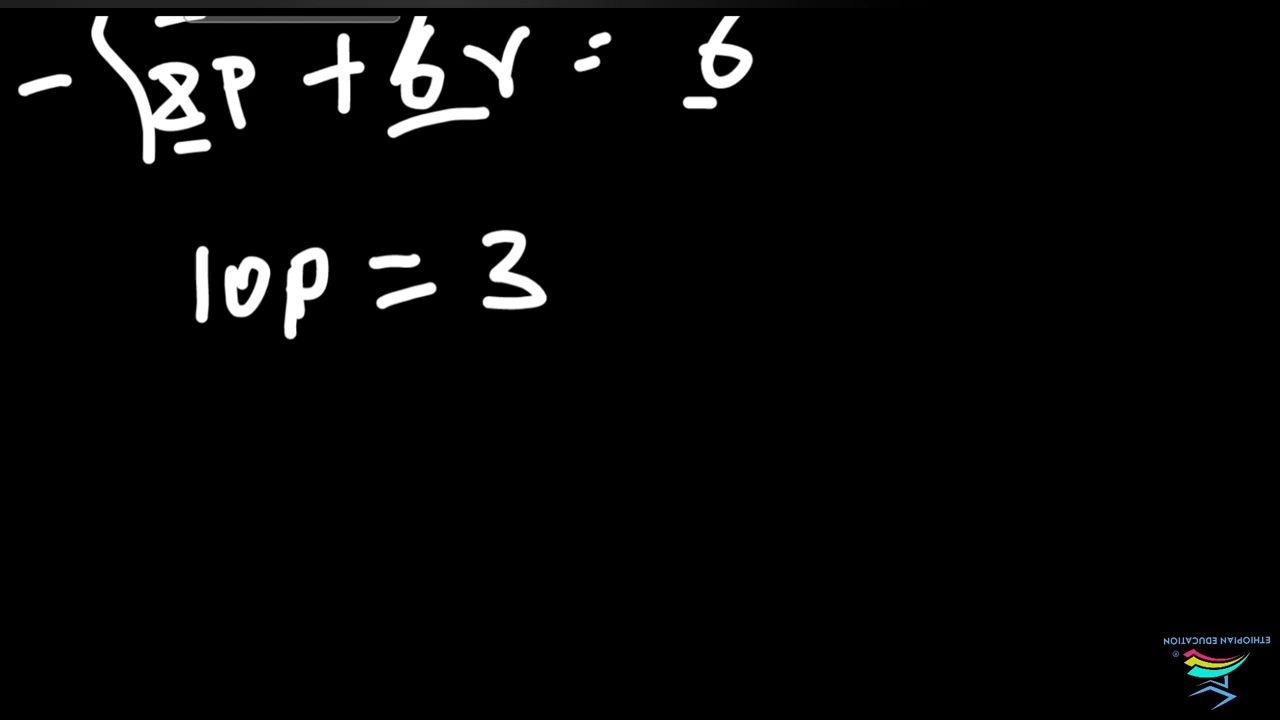 - 8p + 6r = 6
10p = 3
ETHIOPIAN EDUCATION
®